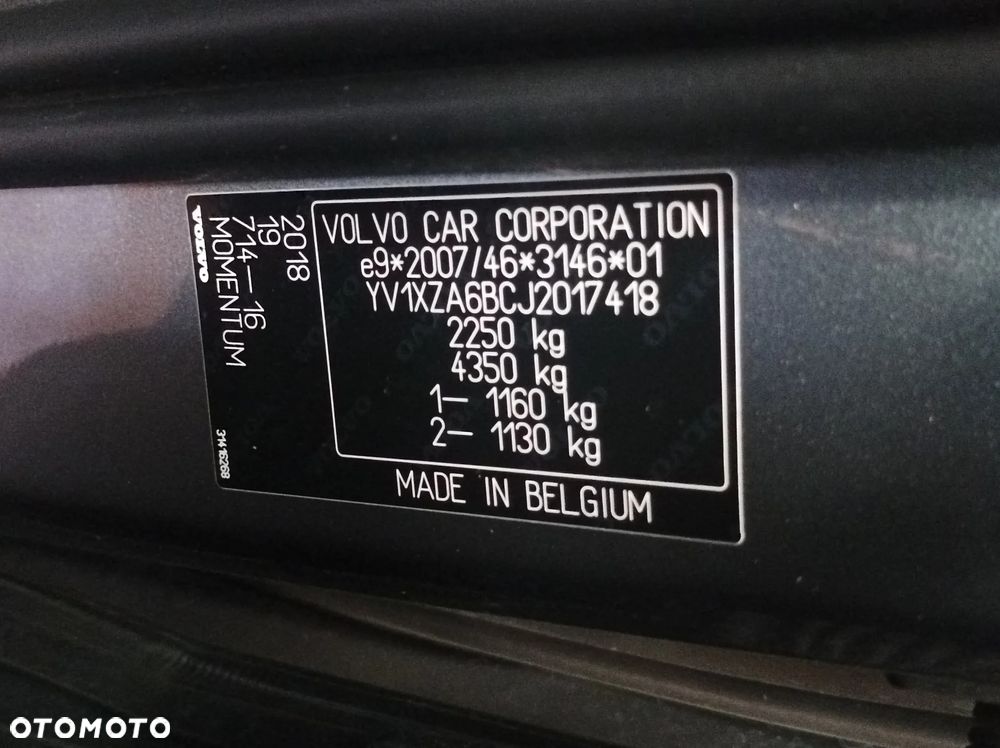 VOLVO CAR CORPORATION
e9*2007/46*3146*01
YV1XZA6BCJ2017418
2250 kg
4350 kg
1– 1160 kg
2– 1130 kg
MADE IN BELGIUM
2018
19
714–16
MOMENTUM
VOLVO
31416268
OTOMOTO